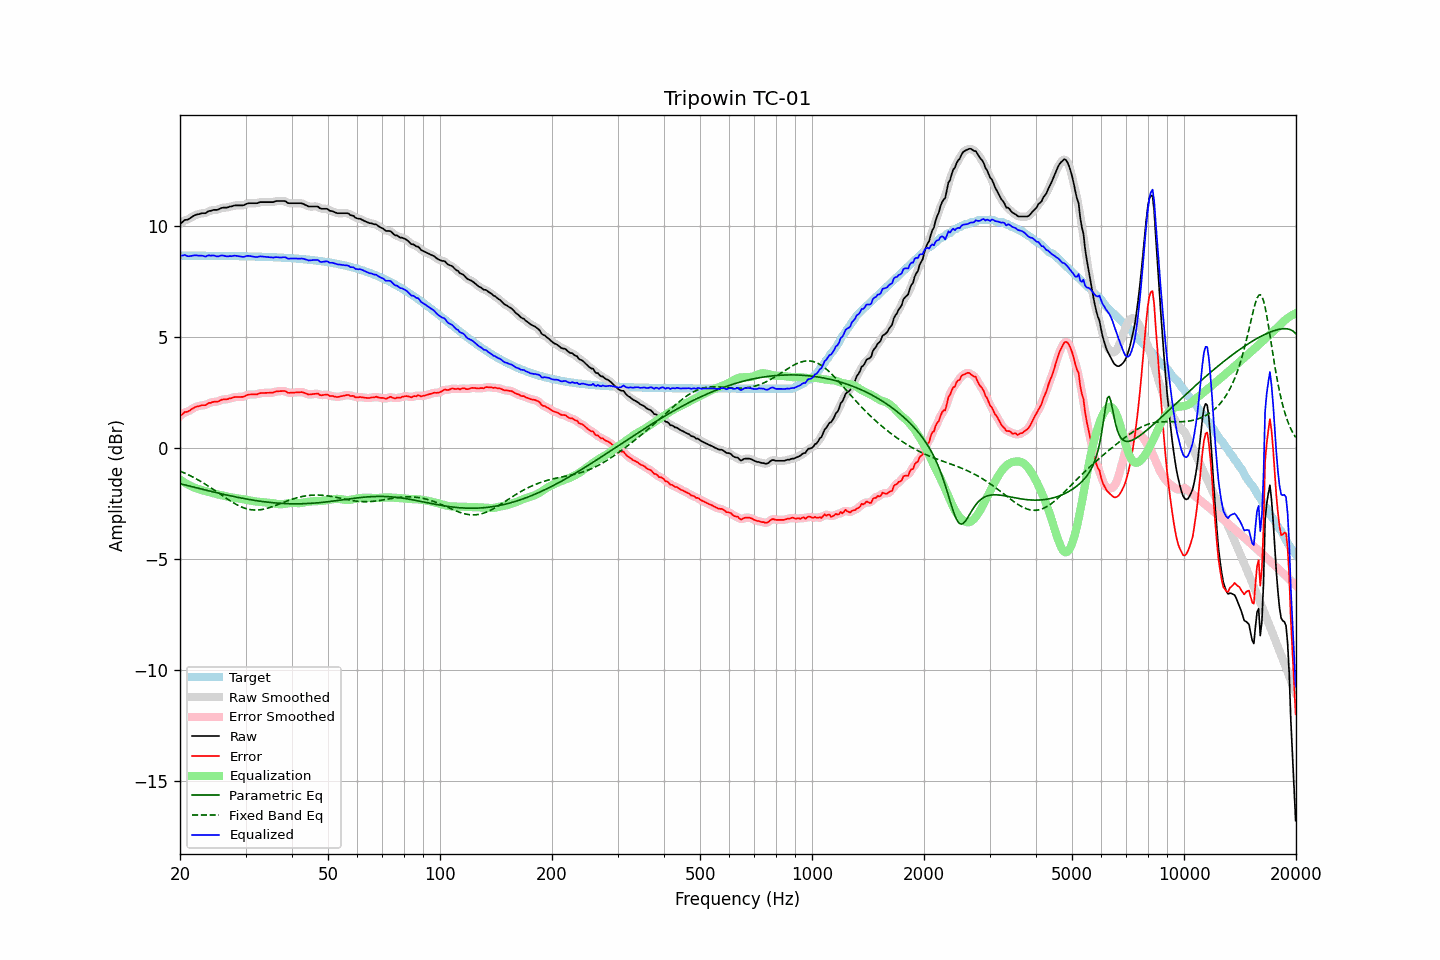 Tripowin TC-01
Amplitude (dBr)
10
5
0
−5
−10
−15
Target
Raw Smoothed
Error Smoothed
Raw
Error
Equalization
Parametric Eq
Fixed Band Eq
Equalized
20 50 100 200 500 1000 2000 5000 10000 20000
Frequency (Hz)